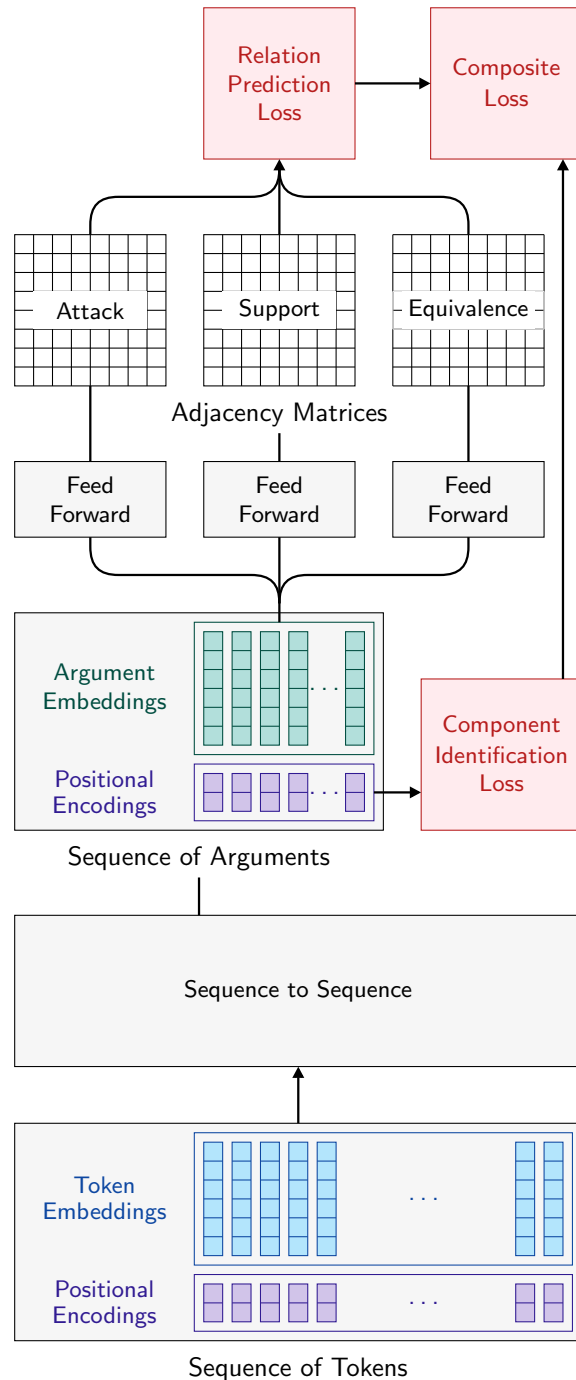 Relation
Prediction
Loss
Composite
Loss
Attack
Support
Equivalence
Adjacency Matrices
Feed
Forward
Feed
Forward
Feed
Forward
Argument
Embeddings
...
Positional
Encodings
...
Component
Identification
Loss
Sequence of Arguments
Sequence to Sequence
Token
Embeddings
...
Positional
Encodings
...
Sequence of Tokens